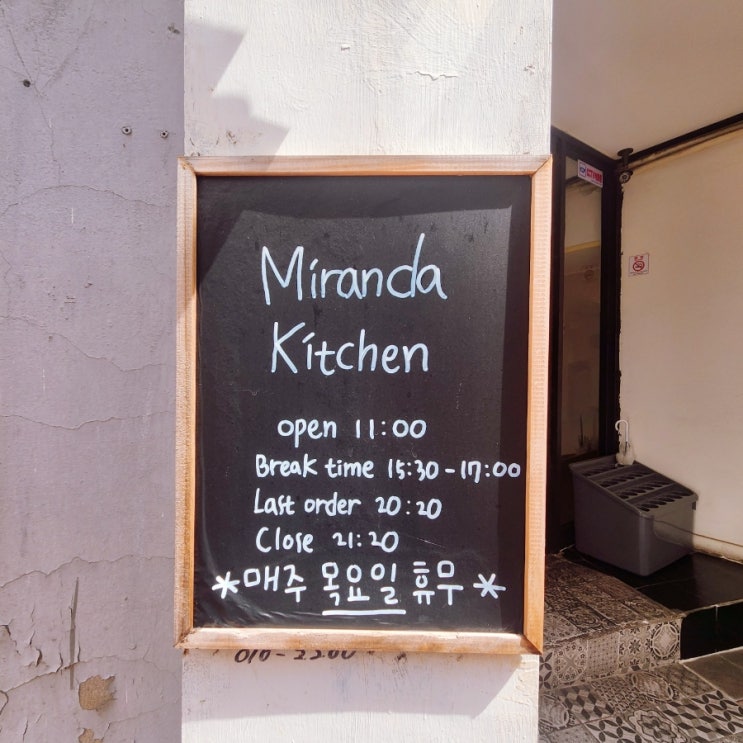 Miranda
Kitchen
open 11:00
Break time 15:30-17:00
Last order 20:20
Close 21:20
*매주 목요일 휴무*